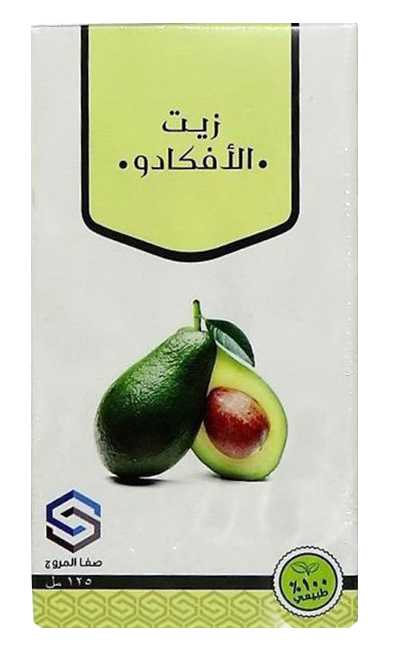 زيت
•الأفكادو•
صفا المروج
١٢٥ مل
١٠٠%
طبيعي